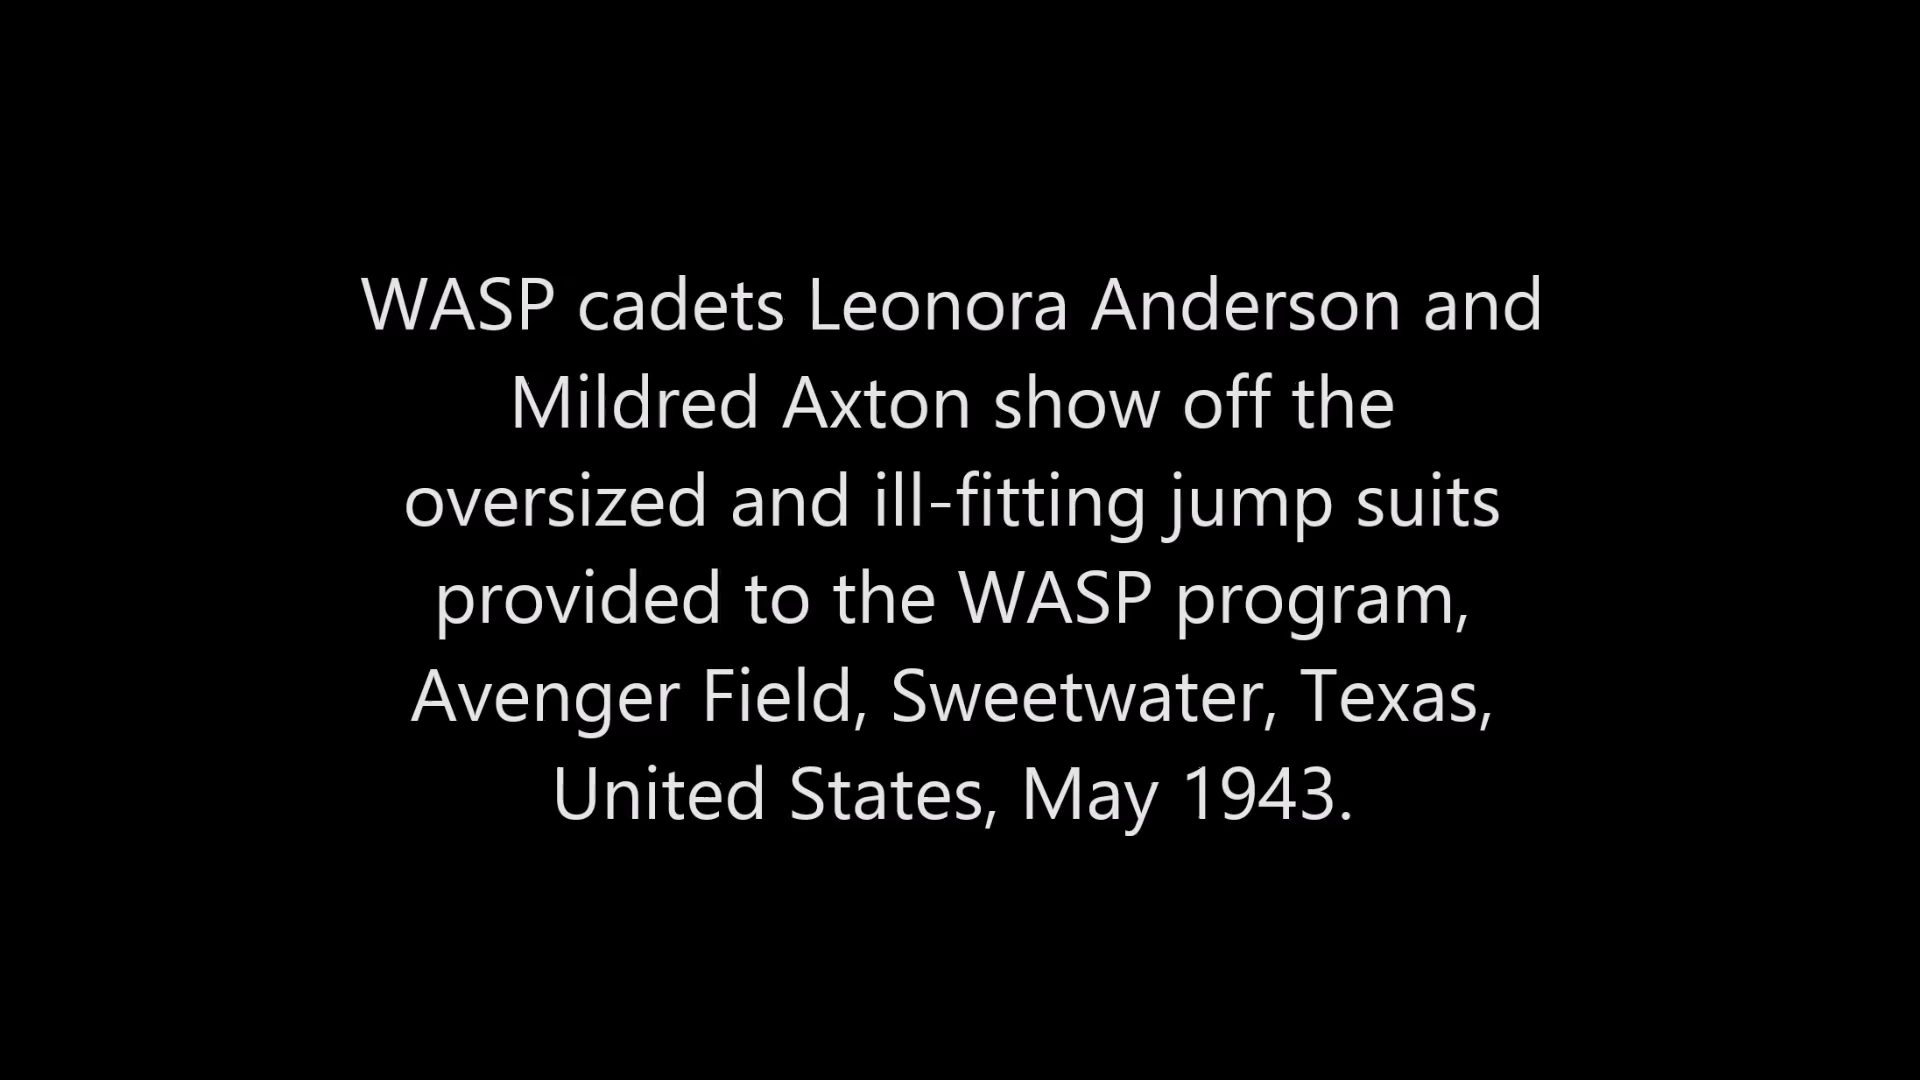 WASP cadets Leonora Anderson and
Mildred Axton show off the
oversized and ill-fitting jump suits
provided to the WASP program,
Avenger Field, Sweetwater, Texas,
United States, May 1943.